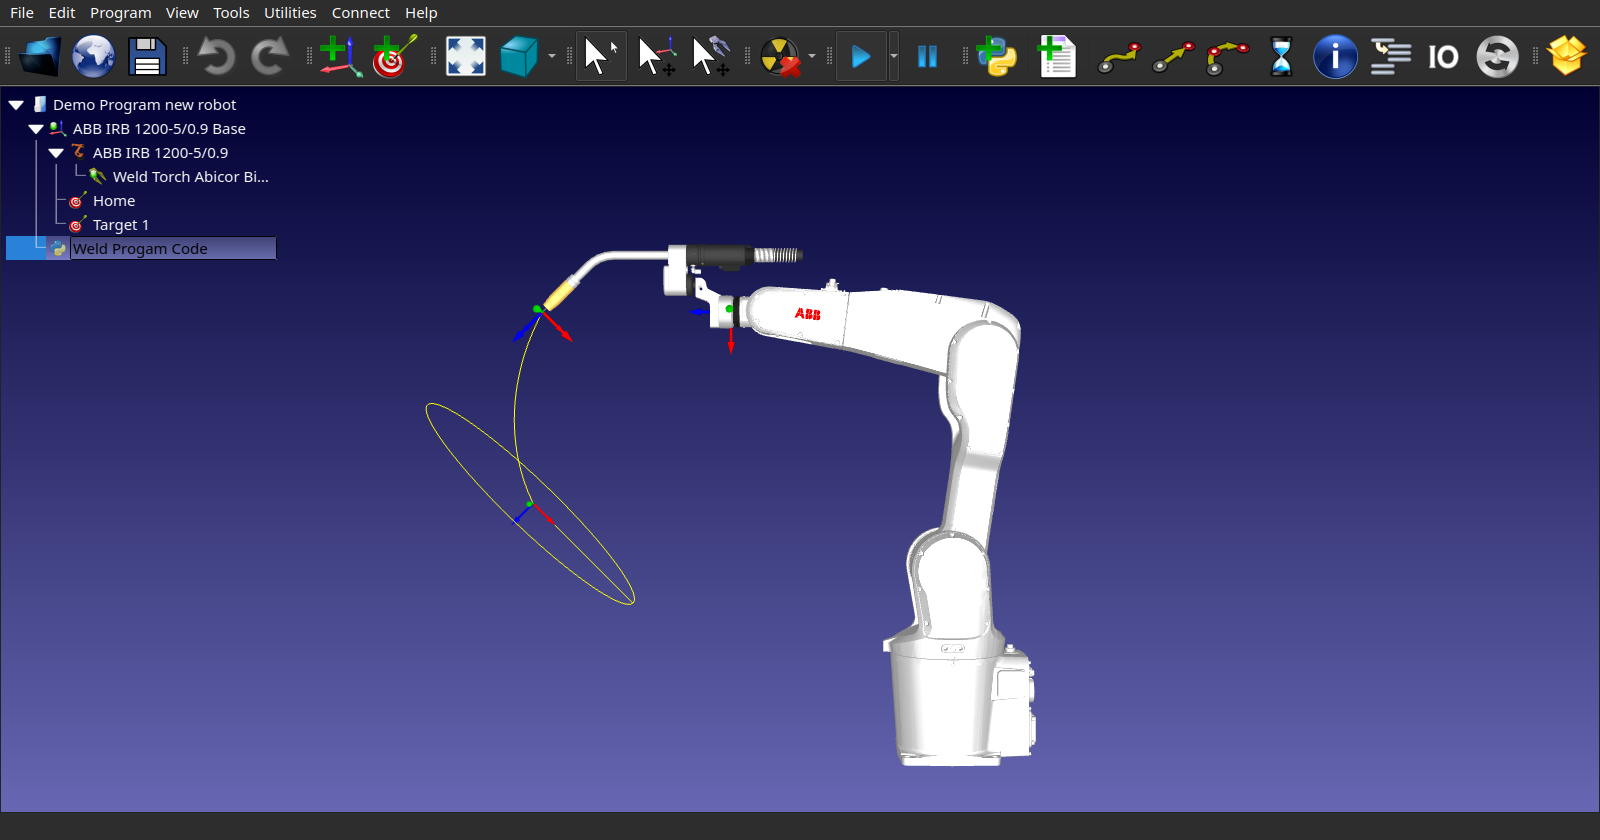 File Edit Program View Tools Utilities Connect Help
IO
Demo Program new robot
ABB IRB 1200-5/0.9 Base
ABB IRB 1200-5/0.9
Weld Torch Abicor Bi...
Home
Target 1
Weld Progam Code
ABB